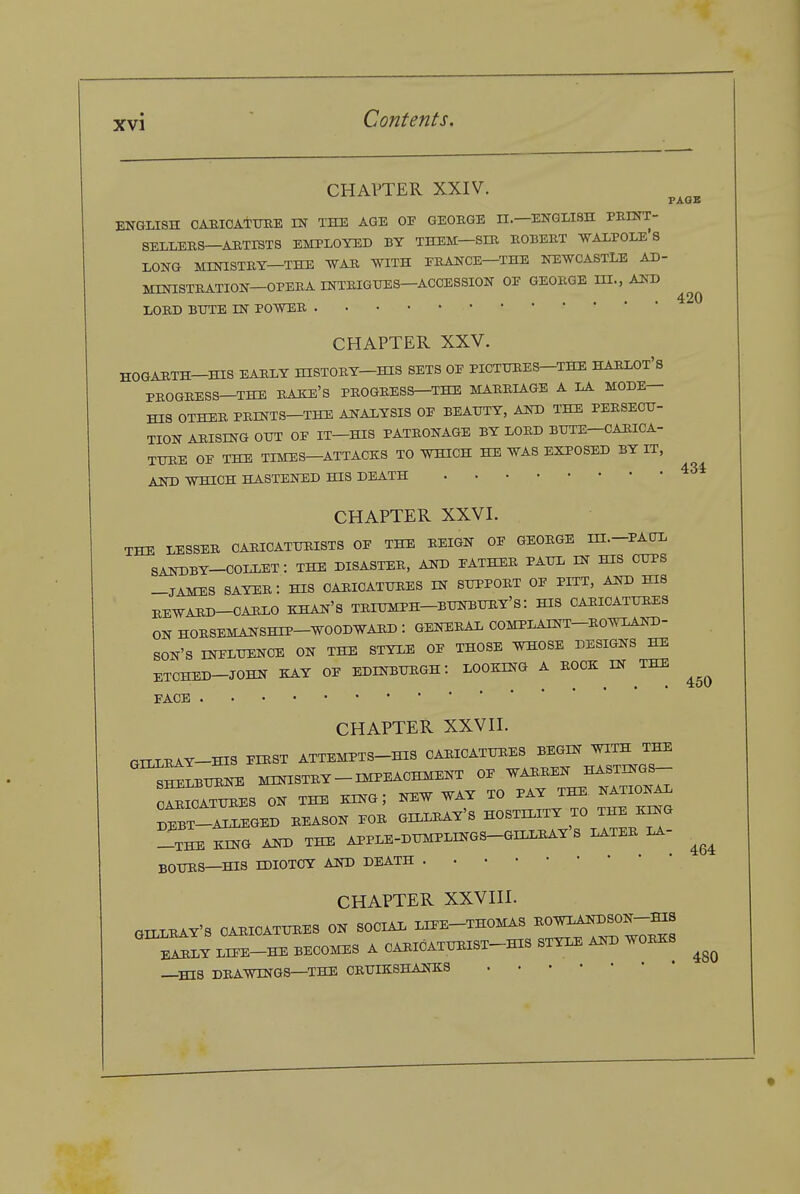 xvi Contents.
CHAPTER XXIV.
PAGE
ENGLISH CARICATURE IN THE AGE OF GEORGE II.—ENGLISH PRINT-
SELLERS—ARTISTS EMPLOYED BY THEM—SIR ROBERT WALPOLE'S
LONG MINISTRY—THE WAR WITH FRANCE—THE NEWCASTLE AD-
MINISTRATION—OPERA INTRIGUES—ACCESSION OF GEORGE III., AND
LORD BUTE IN POWER . . . . . . . . . . . . . 420
CHAPTER XXV.
HOGARTH—HIS EARLY HISTORY—HIS SETS OF PICTURES—THE HARLOT'S
PROGRESS—THE RAKE'S PROGRESS—THE MARRIAGE A LA MODE—
HIS OTHER PRINTS—THE ANALYSIS OF BEAUTY, AND THE PERSECU-
TION ARISING OUT OF IT—HIS PATRONAGE BY LORD BUTE—CARICA-
TURE OF THE TIMES—ATTACKS TO WHICH HE WAS EXPOSED BY IT,
AND WHICH HASTENED HIS DEATH . . . . . . . . 434
CHAPTER XXVI.
THE LESSER CARICATURISTS OF THE REIGN OF GEORGE III.—PAUL
SANDBY—COLLET: THE DISASTER, AND FATHER PAUL IN HIS CUPS
—JAMES SAYER: HIS CARICATURES IN SUPPORT OF PITT, AND HIS
REWARD—CARLO KHAN'S TRIUMPH—BUNBURY'S: HIS CARICATURES
ON HORSEMANSHIP—WOODWARD: GENERAL COMPLAINT—ROWLAND-
SON'S INFLUENCE ON THE STYLE OF THOSE WHOSE DESIGNS HE
ETCHED—JOHN KAY OF EDINBURGH: LOOKING A ROCK IN THE
FACE . . . . . . . . . . . . . . . . 450
CHAPTER XXVII.
GILLRAY—HIS FIRST ATTEMPTS—HIS CARICATURES BEGIN WITH THE
SHELBURNE MINISTRY—IMPEACHMENT OF WARREN HASTINGS—
CARICATURES ON THE KING; NEW WAY TO PAY THE NATIONAL
DEBT—ALLEGED REASON FOR GILLRAY'S HOSTILITY TO THE KING
—THE KING AND THE APPLE-DUMPLINGS—GILLRAY'S LATER LA-
BOURS—HIS IDIOTCY AND DEATH . . . . . . . . . 464
CHAPTER XXVIII.
GILLRAY'S CARICATURES ON SOCIAL LIFE—THOMAS ROWLANDSON—HIS
EARLY LIFE—HE BECOMES A CARICATURIST—HIS STYLE AND WORKS
—HIS DRAWINGS—THE CRUIKSHANKS . . . . . . . 480